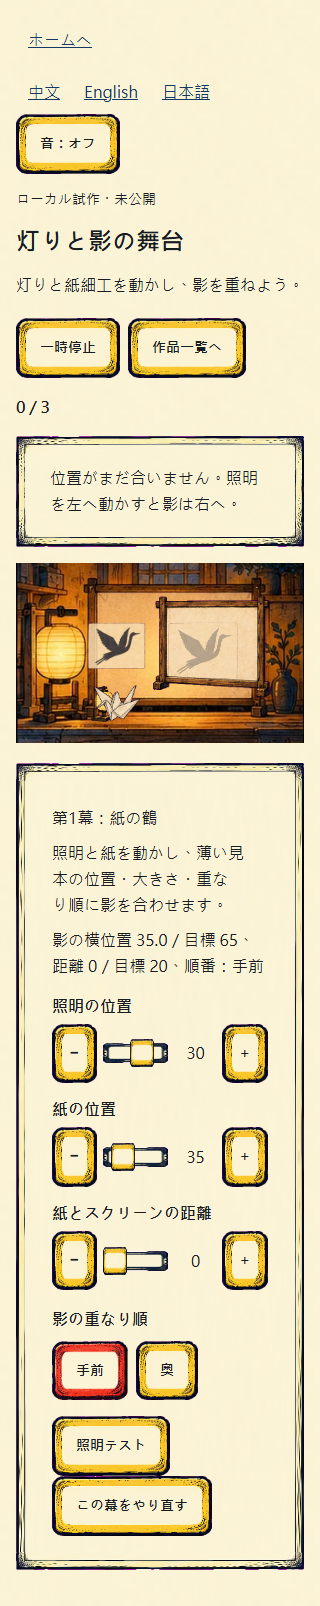 ホームへ
中文 English 日本語
音：オフ
ローカル試作・未公開
灯りと影の舞台
灯りと紙細工を動かし、影を重ねよう。
一時停止 作品一覧へ
0 / 3
位置がまだ合いません。照明
を左へ動かすと影は右へ。
第1幕：紙の鶴
照明と紙を動かし、薄い見
本の位置・大きさ・重な
り順に影を合わせます。
影の横位置 35.0 / 目標 65、
距離 0 / 目標 20、順番：手前
照明の位置
− 30 +
紙の位置
− 35 +
紙とスクリーンの距離
− 0 +
影の重なり順
手前 奥
照明テスト
この幕をやり直す